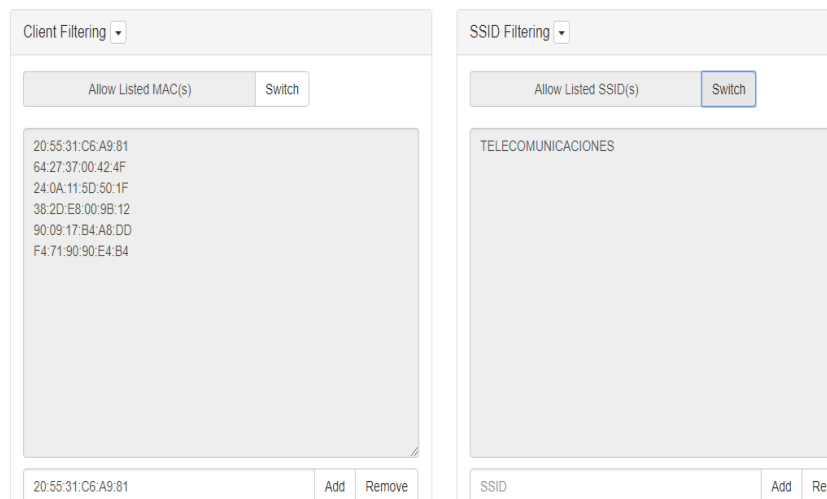 Client Filtering
Allow Listed MAC(s) Switch
20:55:31:C6:A9:81
64:27:37:00:42:4F
24:0A:11:5D:50:1F
38:2D:E8:00:9B:12
90:09:17:B4:A8:DD
F4:71:90:90:E4:B4
20:55:31:C6:A9:81 Add Remove
SSID Filtering
Allow Listed SSID(s) Switch
TELECOMUNICACIONES
SSID Add Re